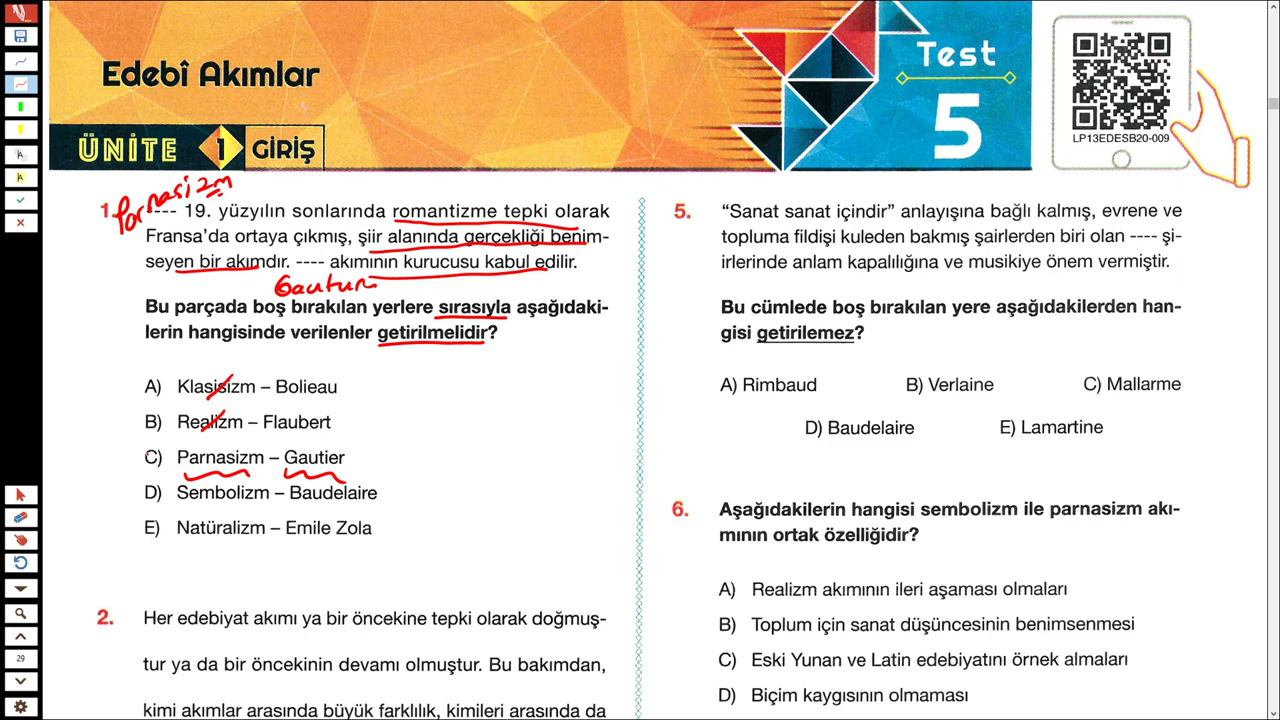 Edebî Akımlar
ÜNİTE 1 GİRİŞ
Test
5
LP13EDESB20-009
Parnasizm
1. ---- 19. yüzyılın sonlarında romantizme tepki olarak
Fransa'da ortaya çıkmış, şiir alanında gerçekliği benim-
seyen bir akımdır. ---- akımının kurucusu kabul edilir.
Bu parçada boş bırakılan yerlere sırasıyla aşağıdaki-
lerin hangisinde verilenler getirilmelidir?
A) Klasisizm – Bolieau
B) Realizm – Flaubert
C) Parnasizm – Gautier
D) Sembolizm – Baudelaire
E) Natüralizm – Emile Zola
2. Her edebiyat akımı ya bir öncekine tepki olarak doğmuş-
tur ya da bir öncekinin devamı olmuştur. Bu bakımdan,
kimi akımlar arasında büyük farklılık, kimileri arasında da
5. "Sanat sanat içindir" anlayışına bağlı kalmış, evrene ve
topluma fildişi kuleden bakmış şairlerden biri olan ---- şi-
irlerinde anlam kapalılığına ve musikiye önem vermiştir.
Bu cümlede boş bırakılan yere aşağıdakilerden han-
gisi getirilemez?
A) Rimbaud B) Verlaine C) Mallarme
D) Baudelaire E) Lamartine
6. Aşağıdakilerin hangisi sembolizm ile parnasizm akı-
mının ortak özelliğidir?
A) Realizm akımının ileri aşaması olmaları
B) Toplum için sanat düşüncesinin benimsenmesi
C) Eski Yunan ve Latin edebiyatını örnek almaları
D) Biçim kaygısının olmaması
29